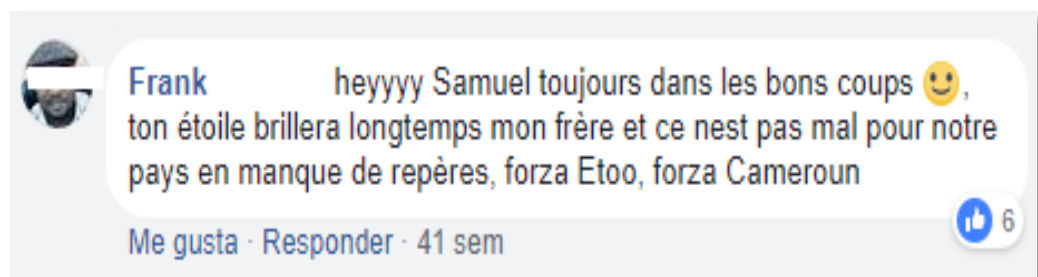 Frank heyyyy Samuel toujours dans les bons coups 🙂,
ton étoile brillera longtemps mon frère et ce nest pas mal pour notre
pays en manque de repères, forza Etoo, forza Cameroun
6
Me gusta · Responder · 41 sem